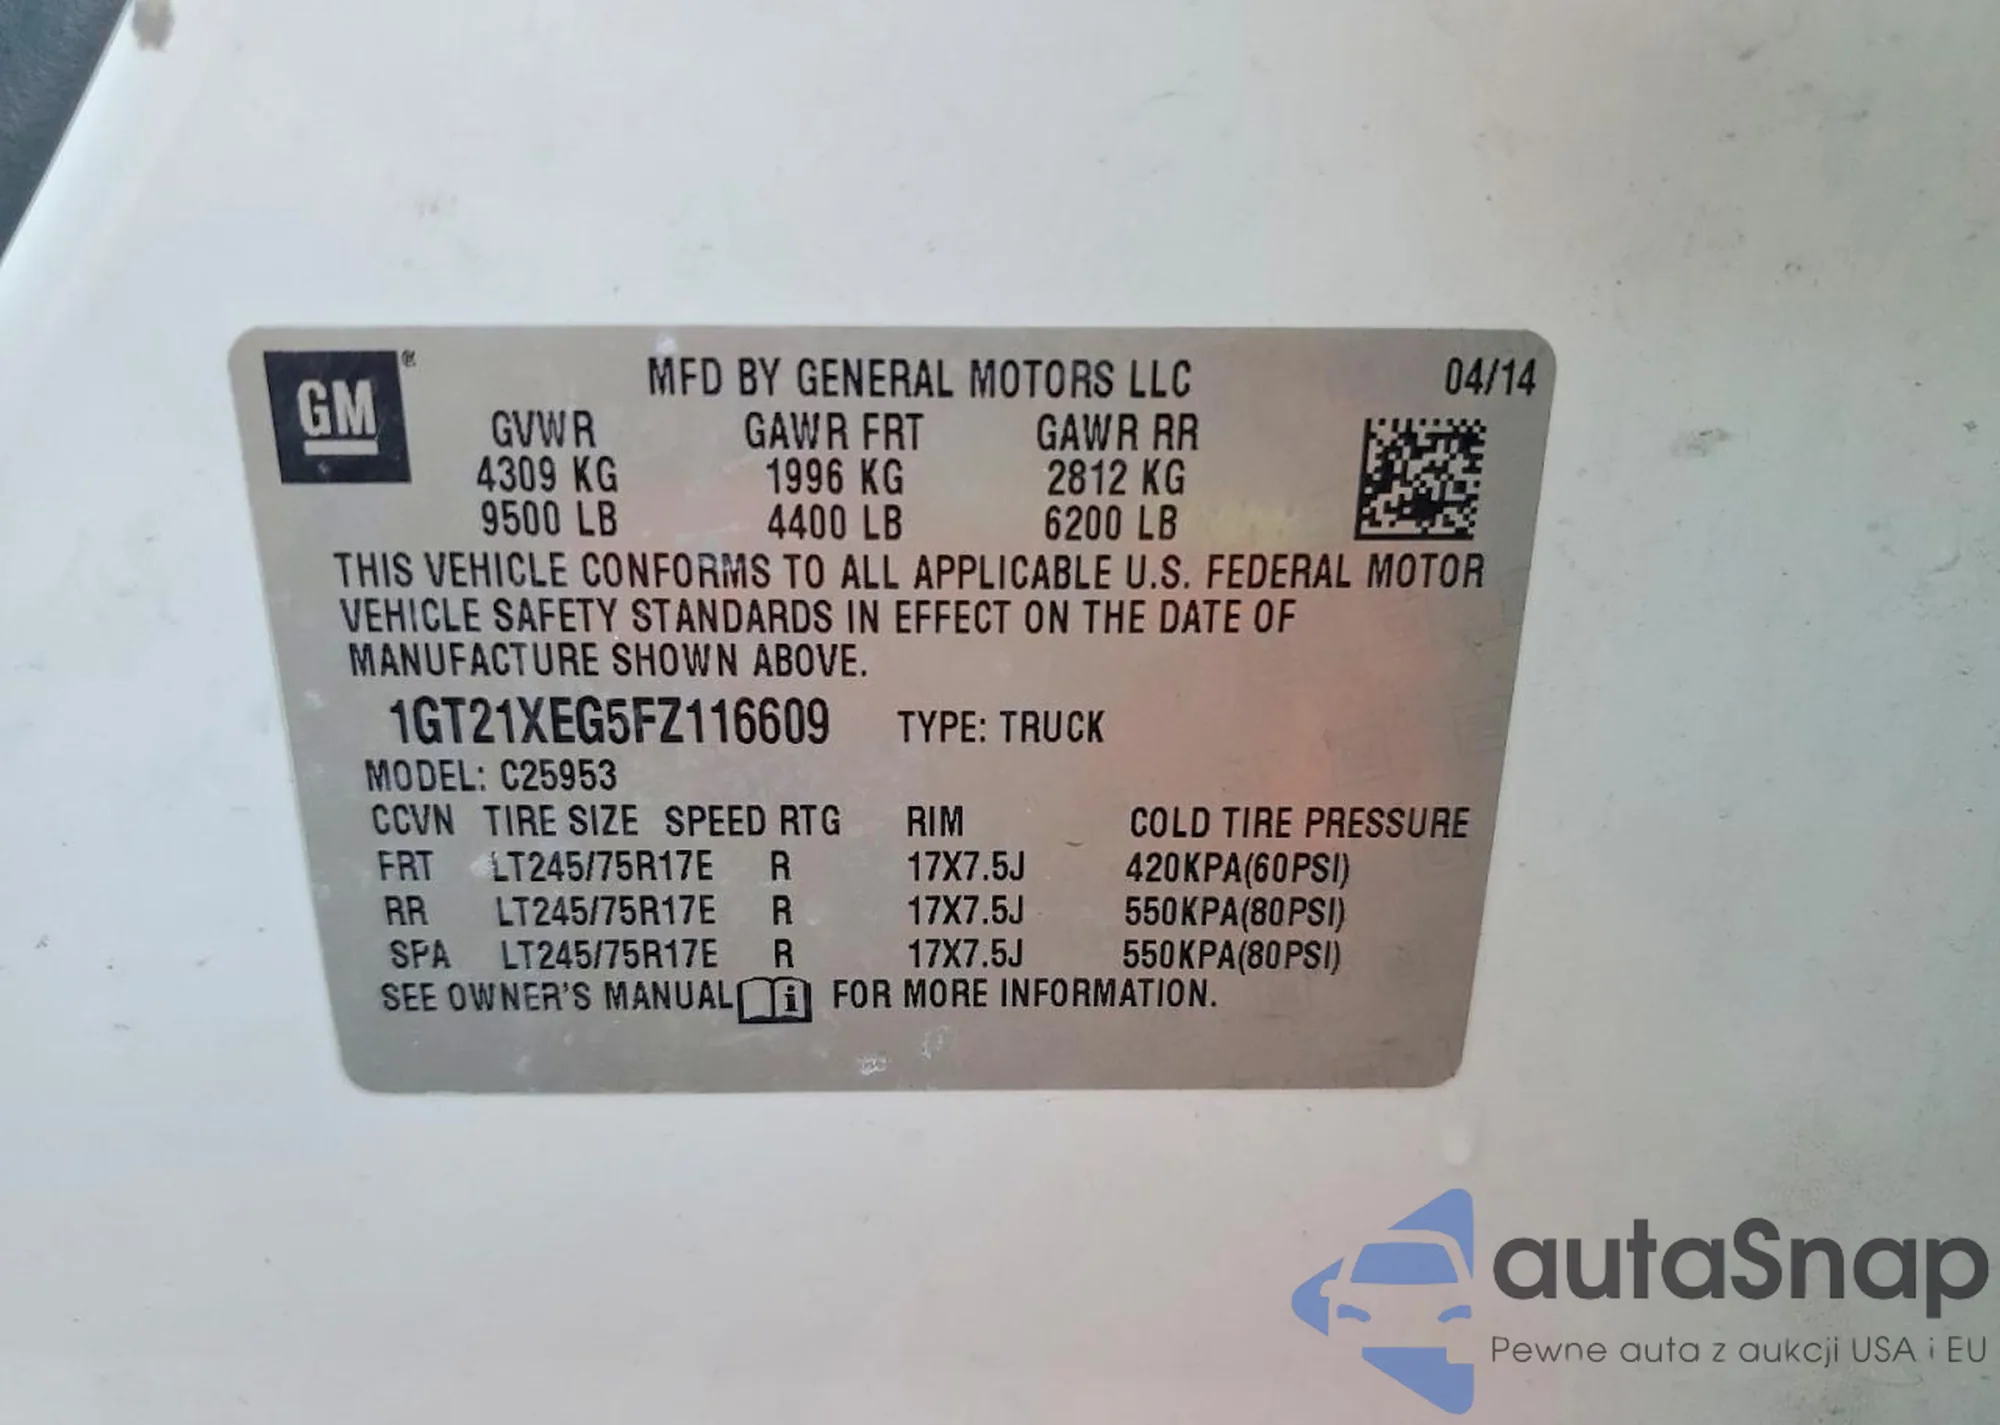 GM®
MFD BY GENERAL MOTORS LLC 04/14
GVWR GAWR FRT GAWR RR
4309 KG 1996 KG 2812 KG
9500 LB 4400 LB 6200 LB
THIS VEHICLE CONFORMS TO ALL APPLICABLE U.S. FEDERAL MOTOR
VEHICLE SAFETY STANDARDS IN EFFECT ON THE DATE OF
MANUFACTURE SHOWN ABOVE.
1GT21XEG5FZ116609 TYPE: TRUCK
MODEL: C25953
CCVN TIRE SIZE SPEED RTG RIM COLD TIRE PRESSURE
FRT LT245/75R17E R 17X7.5J 420KPA(60PSI)
RR LT245/75R17E R 17X7.5J 550KPA(80PSI)
SPA LT245/75R17E R 17X7.5J 550KPA(80PSI)
SEE OWNER'S MANUAL i FOR MORE INFORMATION.
autaSnap
Pewne auta z aukcji USA i EU